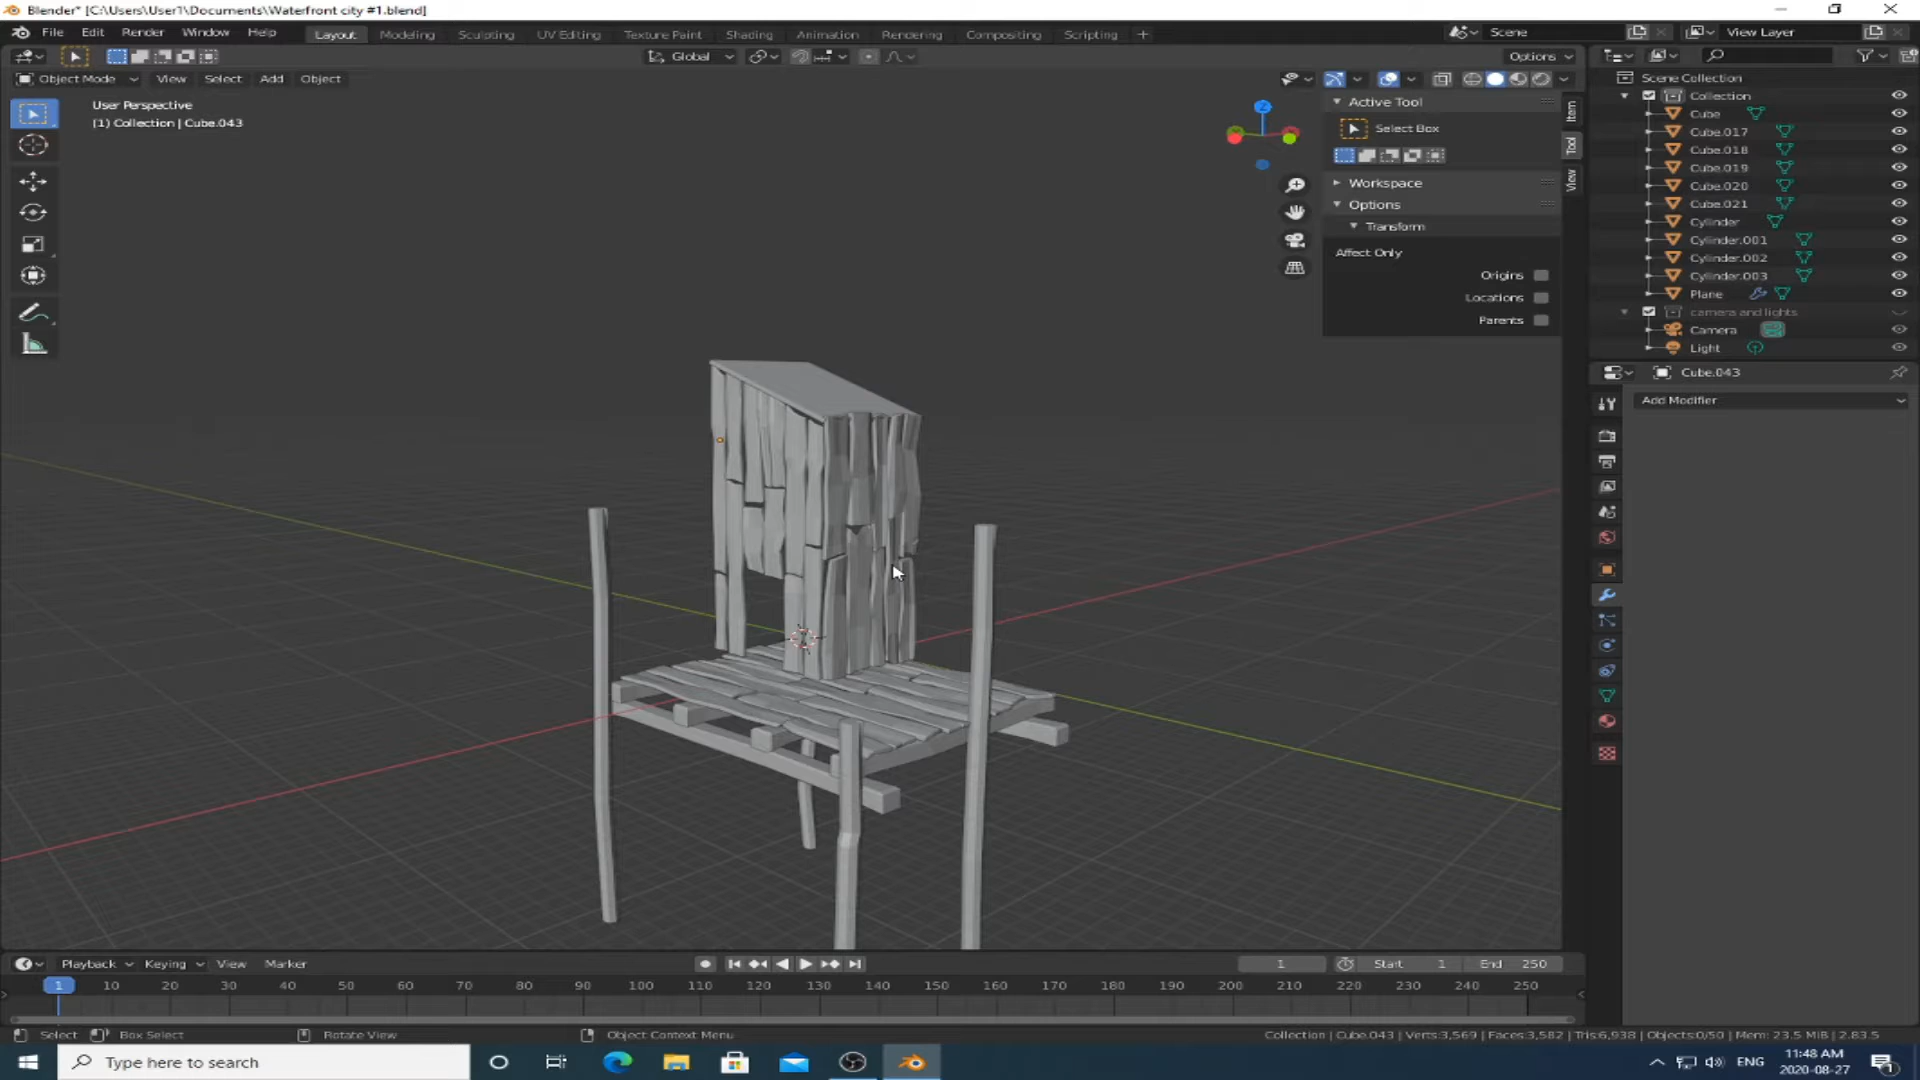 Blender* [C:\Users\User1\Documents\Waterfront city #1.blend]
File Edit Render Window Help
Layout Modeling Sculpting UV Editing Texture Paint Shading Animation Rendering Compositing Scripting +
Scene
View Layer
Global
Options
Object Mode View Select Add Object
User Perspective
(1) Collection | Cube.043
Active Tool
Select Box
Workspace
Options
Transform
Affect Only
Origins
Locations
Parents
Item
Tool
View
Scene Collection
Collection
Cube
Cube.017
Cube.018
Cube.019
Cube.020
Cube.021
Cylinder
Cylinder.001
Cylinder.002
Cylinder.003
Plane
camera and lights
Camera
Light
Cube.043
Add Modifier
Playback Keying View Marker
1 Start 1 End 250
1 10 20 30 40 50 60 70 80 90 100 110 120 130 140 150 160 170 180 190 200 210 220 230 240 250
Select Box Select Rotate View Object Context Menu
Collection | Cube.043 | Verts:3,569 | Faces:3,582 | Tris:6,938 | Objects:0/50 | Mem: 23.5 MiB | 2.83.5
Type here to search
ENG
11:48 AM
2020-08-27
1